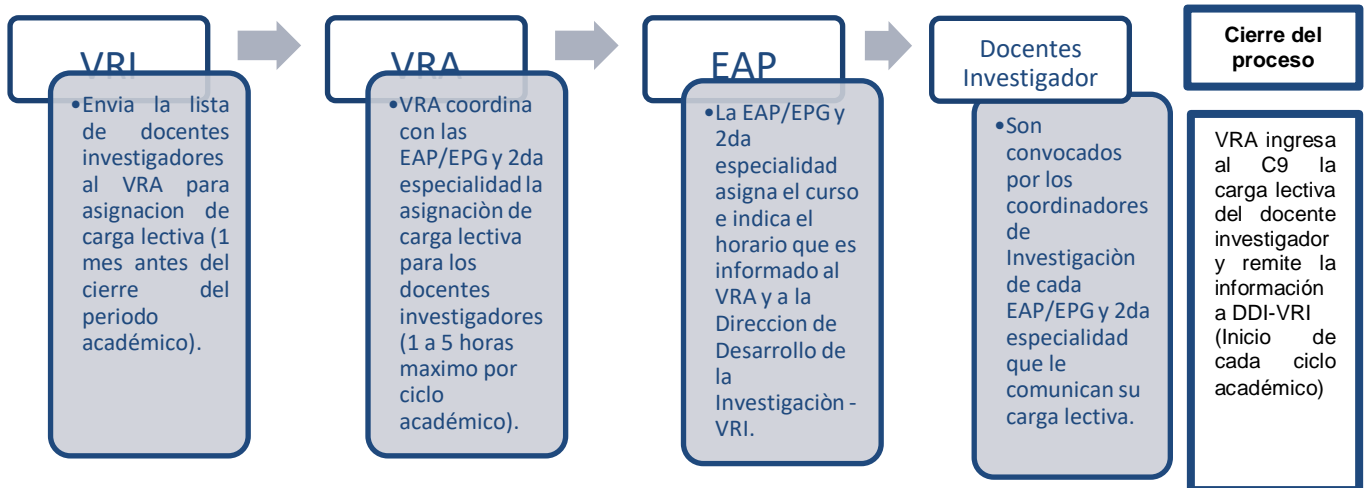 VRI
•Envia la lista
de docentes
investigadores
al VRA para
asignacion de
carga lectiva (1
mes antes del
cierre del
periodo
académico).
VRA
•VRA coordina
con las
EAP/EPG y 2da
especialidad la
asignaciòn de
carga lectiva
para los
docentes
investigadores
(1 a 5 horas
maximo por
ciclo
académico).
EAP
•La EAP/EPG y
2da
especialidad
asigna el curso
e indica el
horario que es
informado al
VRA y a la
Direccion de
Desarrollo de
la
Investigaciòn -
VRI.
Docentes
Investigador
•Son
convocados
por los
coordinadores
de
Investigaciòn
de cada
EAP/EPG y 2da
especialidad
que le
comunican su
carga lectiva.
Cierre del
proceso
VRA ingresa
al C9 la
carga lectiva
del docente
investigador
y remite la
información
a DDI-VRI
(Inicio de
cada ciclo
académico)